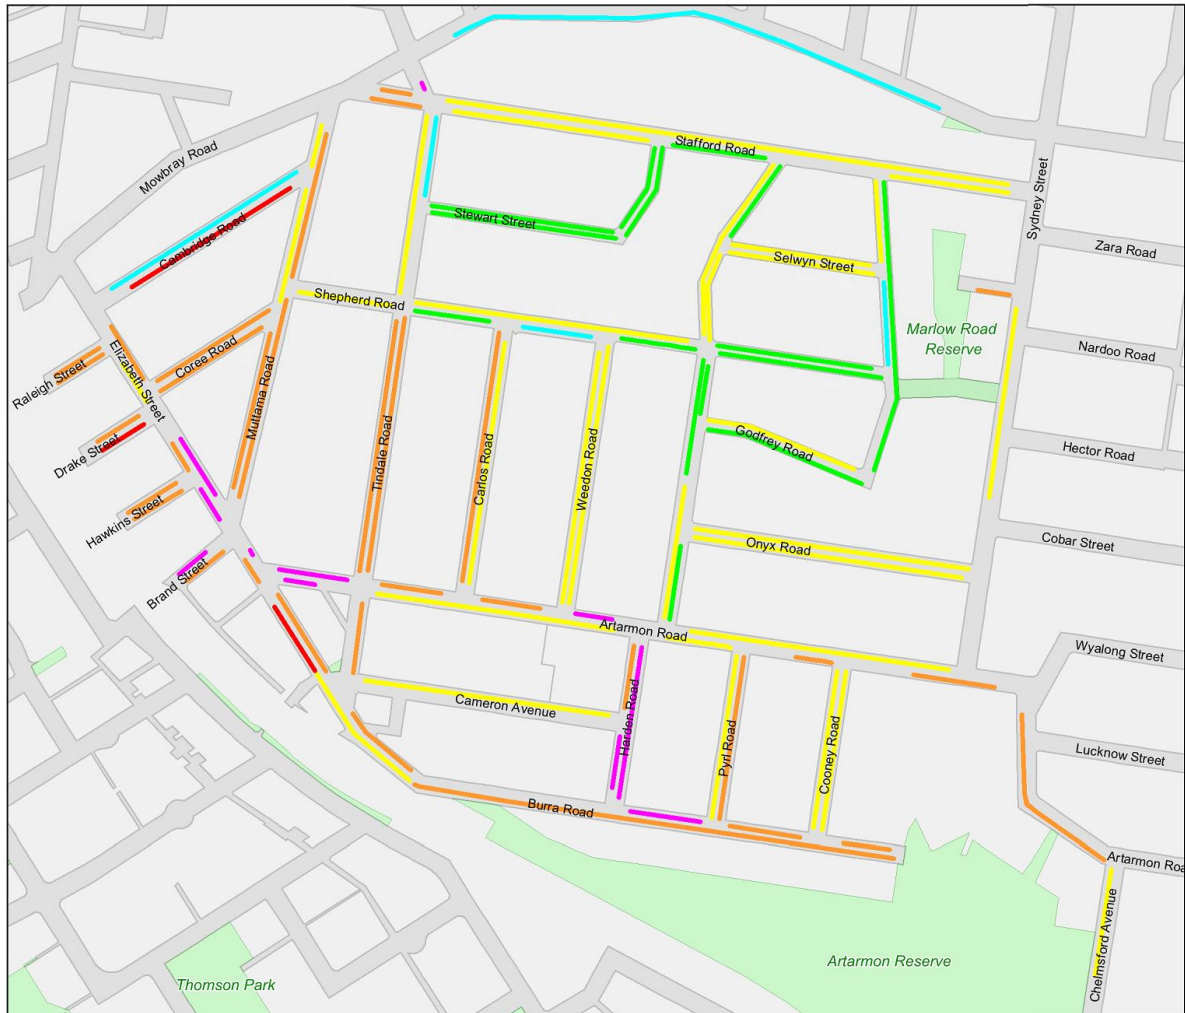 Stafford Road
Mowbray Road
Sydney Street
Stewart Street
Cambridge Road
Zara Road
Selwyn Street
Shepherd Road
Marlow Road
Reserve
Nardoo Road
Coree Road
Elizabeth Street
Raleigh Street
Muttama Road
Drake Street
Tindale Road
Carlos Road
Weedon Road
Godfrey Road
Hector Road
Hawkins Street
Onyx Road
Cobar Street
Brand Street
Artarmon Road
Wyalong Street
Cameron Avenue
Harden Road
Pyrl Road
Cooney Road
Lucknow Street
Burra Road
Artarmon Roa
Chelmsford Avenue
Artarmon Reserve
Thomson Park